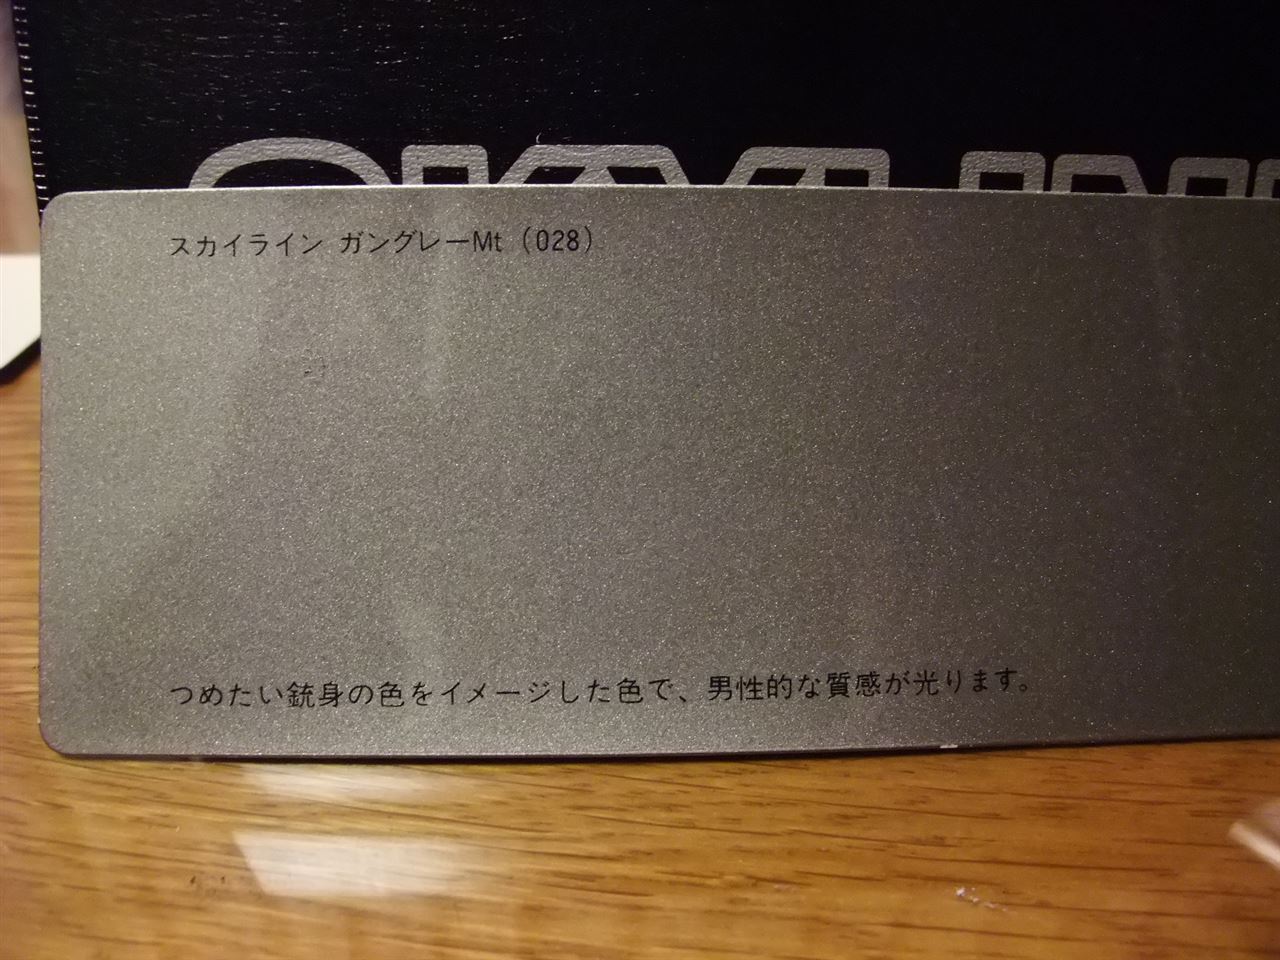 SKYLINE
スカイライン ガングレーMt (028)
つめたい銃身の色をイメージした色で、男性的な質感が光ります。